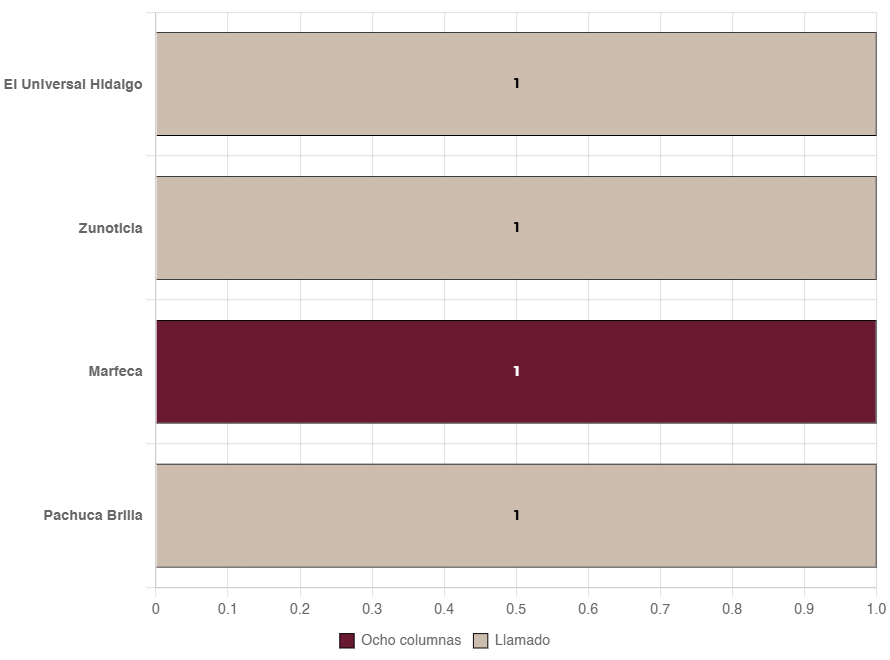 El Universal Hidalgo
1
Zunoticia
1
Marfeca
1
Pachuca Brilla
1
0 0.1 0.2 0.3 0.4 0.5 0.6 0.7 0.8 0.9 1.0
Ocho columnas Llamado